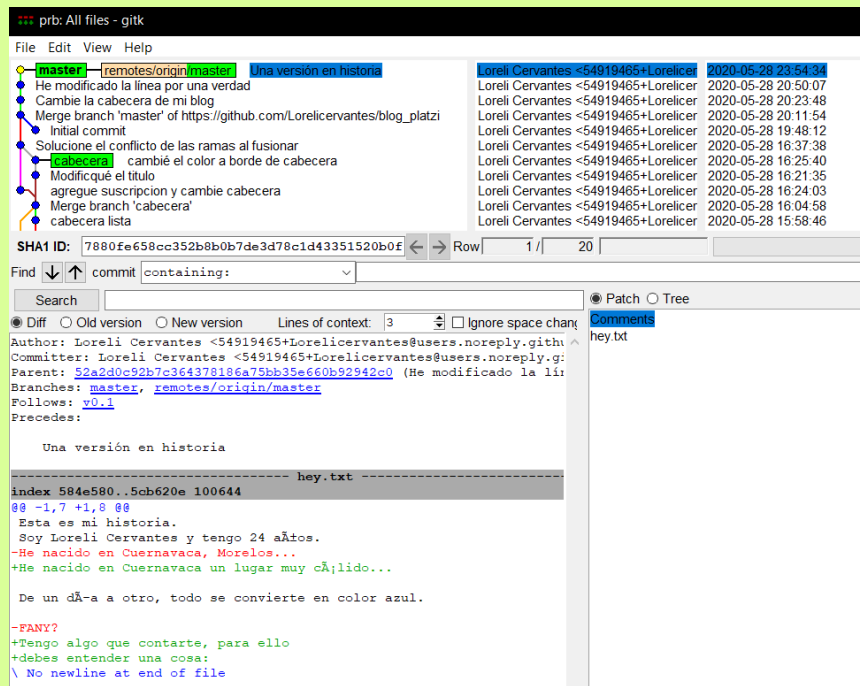 prb: All files - gitk
File Edit View Help
master remotes/origin/master Una versión en historia Loreli Cervantes <54919465+Lorelicer 2020-05-28 23:54:34
He modificado la línea por una verdad Loreli Cervantes <54919465+Lorelicer 2020-05-28 20:50:07
Cambie la cabecera de mi blog Loreli Cervantes <54919465+Lorelicer 2020-05-28 20:23:48
Merge branch 'master' of https://github.com/Lorelicervantes/blog_platzi Loreli Cervantes <54919465+Lorelicer 2020-05-28 20:11:54
Initial commit Loreli Cervantes <54919465+Lorelicer 2020-05-28 19:48:12
Solucione el conflicto de las ramas al fusionar Loreli Cervantes <54919465+Lorelicer 2020-05-28 16:37:38
cabecera cambié el color a borde de cabecera Loreli Cervantes <54919465+Lorelicer 2020-05-28 16:25:40
Modificqué el titulo Loreli Cervantes <54919465+Lorelicer 2020-05-28 16:21:35
agregue suscripcion y cambie cabecera Loreli Cervantes <54919465+Lorelicer 2020-05-28 16:24:03
Merge branch 'cabecera' Loreli Cervantes <54919465+Lorelicer 2020-05-28 16:04:58
cabecera lista Loreli Cervantes <54919465+Lorelicer 2020-05-28 15:58:46
SHA1 ID: 7880fe658cc352b8b0b7de3d78c1d43351520b0f Row 1 / 20
Find commit containing:
Search
Diff Old version New version Lines of context: 3 Ignore space chang
Patch Tree
Comments
hey.txt
Author: Loreli Cervantes <54919465+Lorelicervantes@users.noreply.githu
Committer: Loreli Cervantes <54919465+Lorelicervantes@users.noreply.gi
Parent: 52a2d0c92b7c364378186a75bb35e660b92942c0 (He modificado la lín
Branches: master, remotes/origin/master
Follows: v0.1
Precedes:
Una versión en historia
---------------------------------- hey.txt --------------------------
index 584e580..5cb620e 100644
@@ -1,7 +1,8 @@
Esta es mi historia.
Soy Loreli Cervantes y tengo 24 aÃ±os.
-He nacido en Cuernavaca, Morelos...
+He nacido en Cuernavaca un lugar muy cÃ¡lido...
De un dÃ-a a otro, todo se convierte en color azul.
-FANY?
+Tengo algo que contarte, para ello
+debes entender una cosa:
\ No newline at end of file